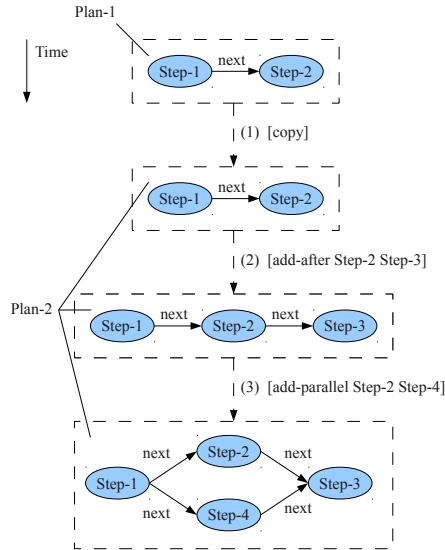 Plan-1
Time
Step-1 next Step-2
(1) [copy]
Step-1 next Step-2
(2) [add-after Step-2 Step-3]
Plan-2
Step-1 next Step-2 next Step-3
(3) [add-parallel Step-2 Step-4]
next Step-2 next
Step-1 Step-3
next Step-4 next